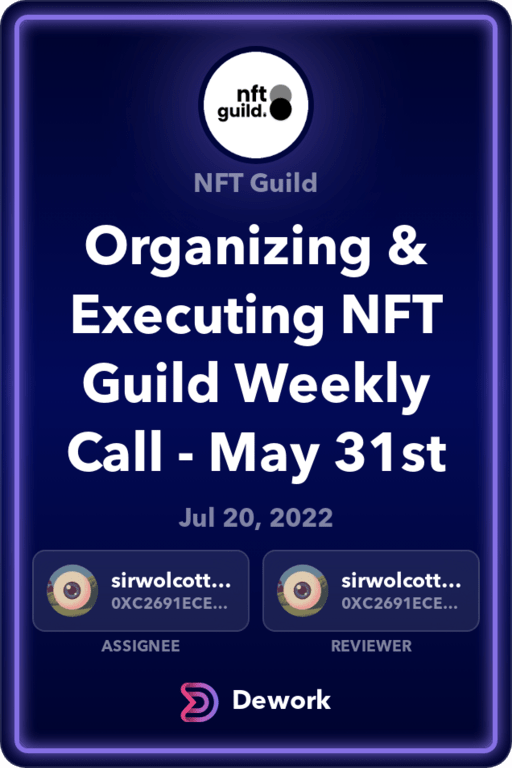 nft
guild.
NFT Guild
Organizing &
Executing NFT
Guild Weekly
Call - May 31st
Jul 20, 2022
sirwolcott...
0XC2691ECE...
ASSIGNEE
sirwolcott...
0XC2691ECE...
REVIEWER
Dework